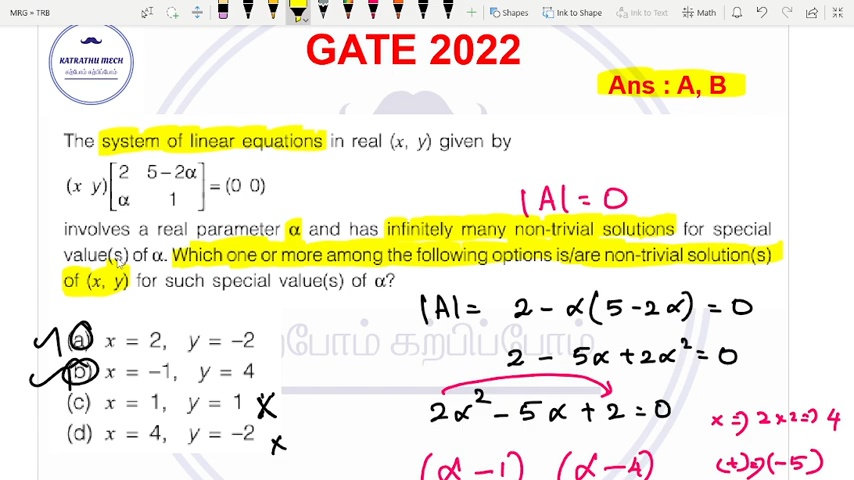 MRG = TRB
Shapes
Ink to Shape
Ink to Text
Math
KATRATHU MECH
கற்போம் கற்பிப்போம்
GATE 2022
Ans : A, B
The system of linear equations in real (x, y) given by
(x y) [2 5 − 2α
α 1] = (0 0)
|A| = 0
involves a real parameter α and has infinitely many non-trivial solutions for special
value(s) of α. Which one or more among the following options is/are non-trivial solution(s)
of (x, y) for such special value(s) of α?
|A| = 2 - α(5-2α) = 0
(a) x = 2, y = −2
2 - 5α + 2α² = 0
(b) x = −1, y = 4
(c) x = 1, y = 1 x
2α² - 5α + 2 = 0
x => 2x2 => 4
(d) x = 4, y = −2 x
(α - 1) (α - 4)
(+) => (-5)